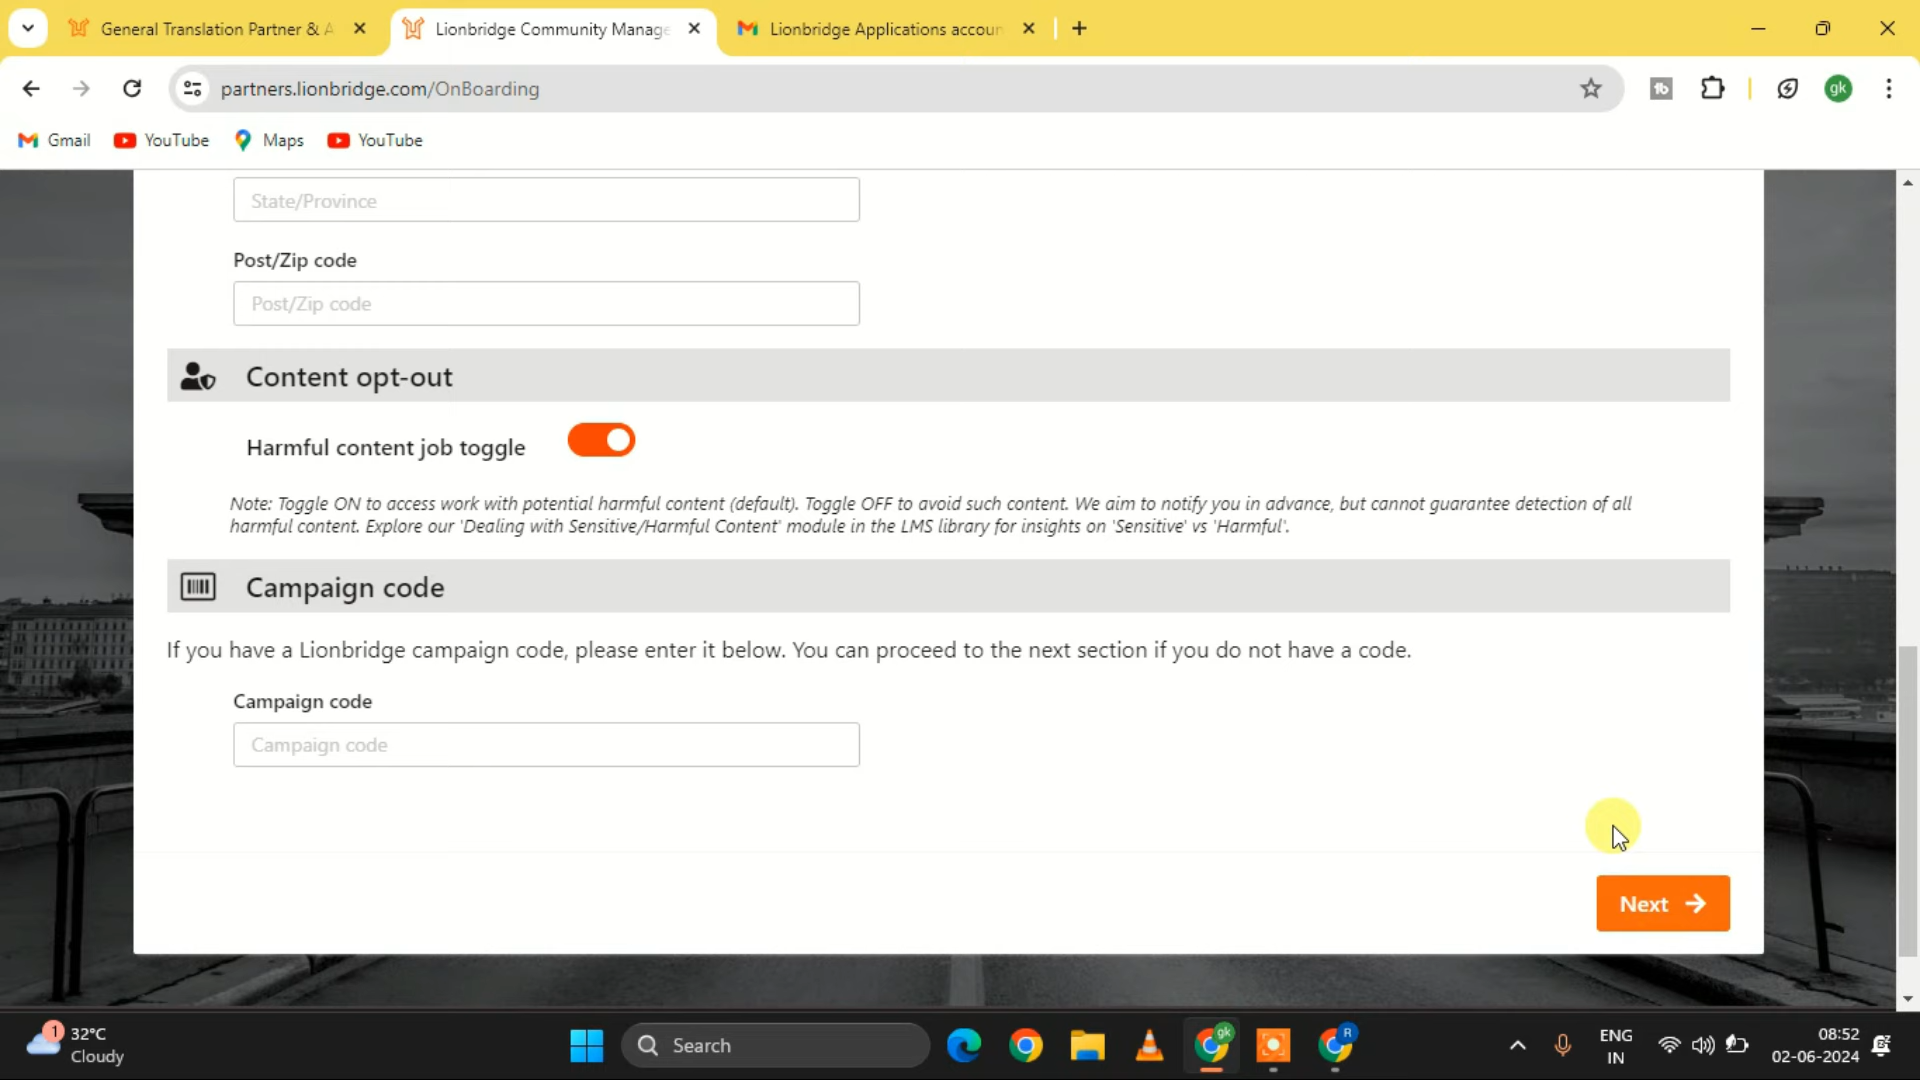 General Translation Partner & A
Lionbridge Community Manage
Lionbridge Applications accoun
partners.lionbridge.com/OnBoarding
gk
Gmail
YouTube
Maps
YouTube
State/Province
Post/Zip code
Post/Zip code
Content opt-out
Harmful content job toggle
Note: Toggle ON to access work with potential harmful content (default). Toggle OFF to avoid such content. We aim to notify you in advance, but cannot guarantee detection of all
harmful content. Explore our 'Dealing with Sensitive/Harmful Content' module in the LMS library for insights on 'Sensitive' vs 'Harmful'.
Campaign code
If you have a Lionbridge campaign code, please enter it below. You can proceed to the next section if you do not have a code.
Campaign code
Campaign code
Next
1
32°C
Cloudy
Search
gk
R
ENG
IN
08:52
02-06-2024